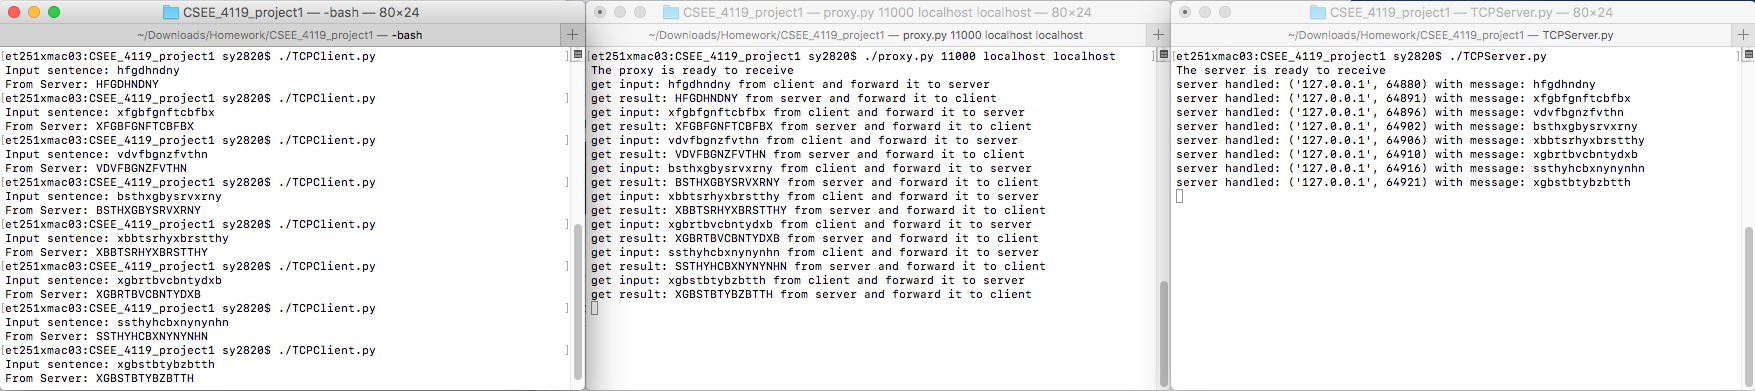 CSEE_4119_project1 — -bash — 80×24
~/Downloads/Homework/CSEE_4119_project1 — -bash
[et251xmac03:CSEE_4119_project1 sy2820$ ./TCPClient.py ]
Input sentence: hfgdhndny
From Server: HFGDHNDNY
[et251xmac03:CSEE_4119_project1 sy2820$ ./TCPClient.py ]
Input sentence: xfgbfgnftcbfbx
From Server: XFGBFGNFTCBFBX
[et251xmac03:CSEE_4119_project1 sy2820$ ./TCPClient.py ]
Input sentence: vdvfbgnzfvthn
From Server: VDVFBGNZFVTHN
[et251xmac03:CSEE_4119_project1 sy2820$ ./TCPClient.py ]
Input sentence: bsthxgbysrvxrny
From Server: BSTHXGBYSRVXRNY
[et251xmac03:CSEE_4119_project1 sy2820$ ./TCPClient.py ]
Input sentence: xbbtsrhyxbrstthy
From Server: XBBTSRHYXBRSTTHY
[et251xmac03:CSEE_4119_project1 sy2820$ ./TCPClient.py ]
Input sentence: xgbrtbvcbntydxb
From Server: XGBRTBVCBNTYDXB
[et251xmac03:CSEE_4119_project1 sy2820$ ./TCPClient.py ]
Input sentence: ssthyhcbxnynynhn
From Server: SSTHYHCBXNYNYNHN
[et251xmac03:CSEE_4119_project1 sy2820$ ./TCPClient.py ]
Input sentence: xgbstbtybzbtth
From Server: XGBSTBTYBZBTTH
CSEE_4119_project1 — proxy.py 11000 localhost localhost — 80×24
~/Downloads/Homework/CSEE_4119_project1 — proxy.py 11000 localhost localhost
[et251xmac03:CSEE_4119_project1 sy2820$ ./proxy.py 11000 localhost localhost ]
The proxy is ready to receive
get input: hfgdhndny from client and forward it to server
get result: HFGDHNDNY from server and forward it to client
get input: xfgbfgnftcbfbx from client and forward it to server
get result: XFGBFGNFTCBFBX from server and forward it to client
get input: vdvfbgnzfvthn from client and forward it to server
get result: VDVFBGNZFVTHN from server and forward it to client
get input: bsthxgbysrvxrny from client and forward it to server
get result: BSTHXGBYSRVXRNY from server and forward it to client
get input: xbbtsrhyxbrstthy from client and forward it to server
get result: XBBTSRHYXBRSTTHY from server and forward it to client
get input: xgbrtbvcbntydxb from client and forward it to server
get result: XGBRTBVCBNTYDXB from server and forward it to client
get input: ssthyhcbxnynynhn from client and forward it to server
get result: SSTHYHCBXNYNYNHN from server and forward it to client
get input: xgbstbtybzbtth from client and forward it to server
get result: XGBSTBTYBZBTTH from server and forward it to client
CSEE_4119_project1 — TCPServer.py — 80×24
~/Downloads/Homework/CSEE_4119_project1 — TCPServer.py
[et251xmac03:CSEE_4119_project1 sy2820$ ./TCPServer.py ]
The server is ready to receive
server handled: ('127.0.0.1', 64880) with message: hfgdhndny
server handled: ('127.0.0.1', 64891) with message: xfgbfgnftcbfbx
server handled: ('127.0.0.1', 64896) with message: vdvfbgnzfvthn
server handled: ('127.0.0.1', 64902) with message: bsthxgbysrvxrny
server handled: ('127.0.0.1', 64906) with message: xbbtsrhyxbrstthy
server handled: ('127.0.0.1', 64910) with message: xgbrtbvcbntydxb
server handled: ('127.0.0.1', 64916) with message: ssthyhcbxnynynhn
server handled: ('127.0.0.1', 64921) with message: xgbstbtybzbtth